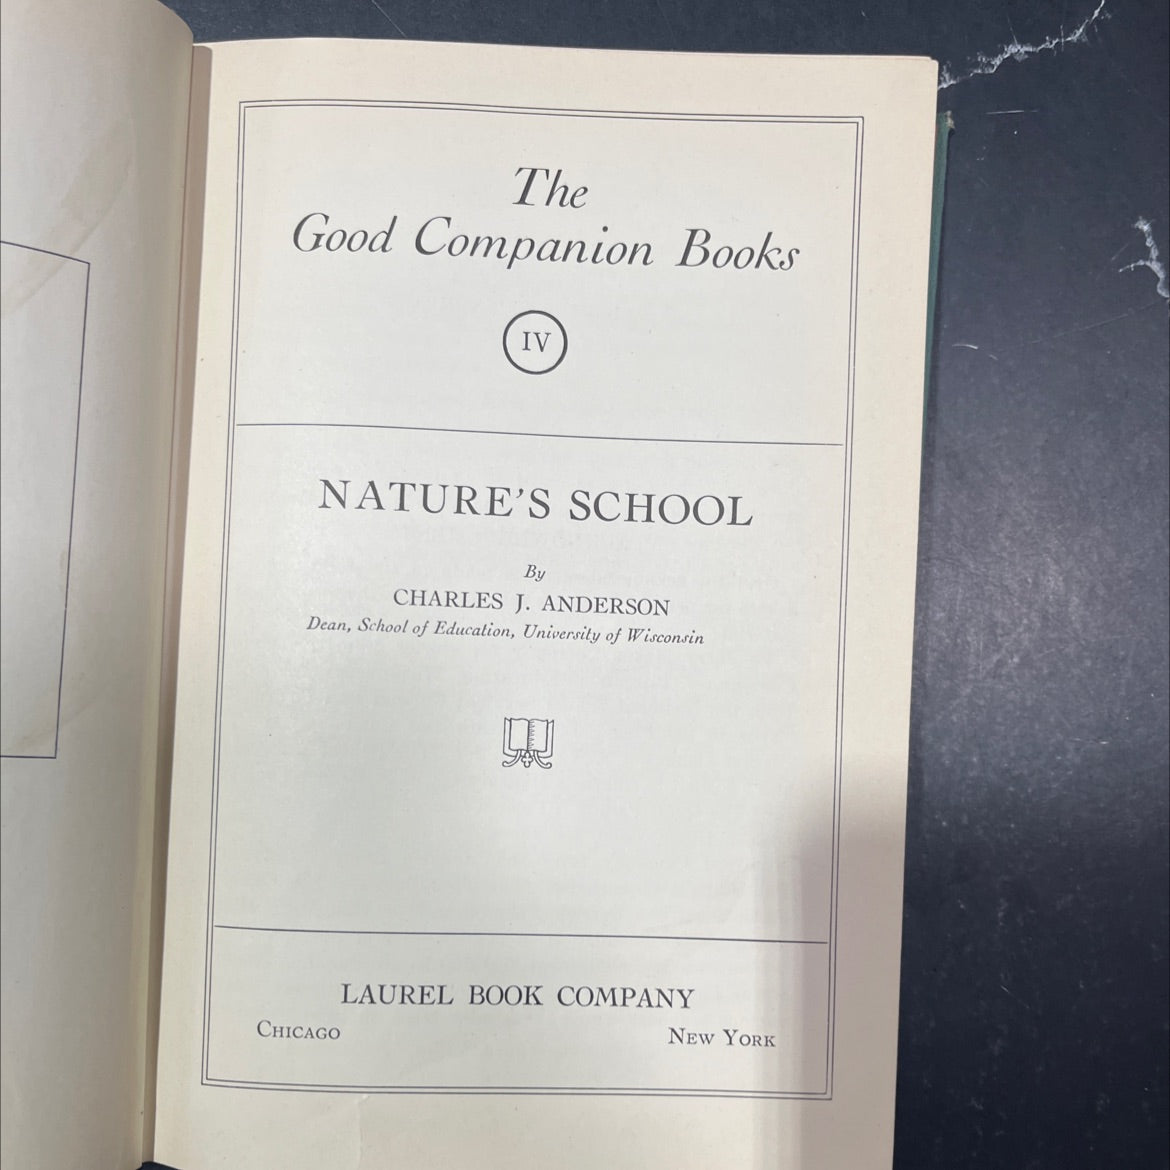 The
Good Companion Books
IV
NATURE'S SCHOOL
By
CHARLES J. ANDERSON
Dean, School of Education, University of Wisconsin
LAUREL BOOK COMPANY
CHICAGO NEW YORK